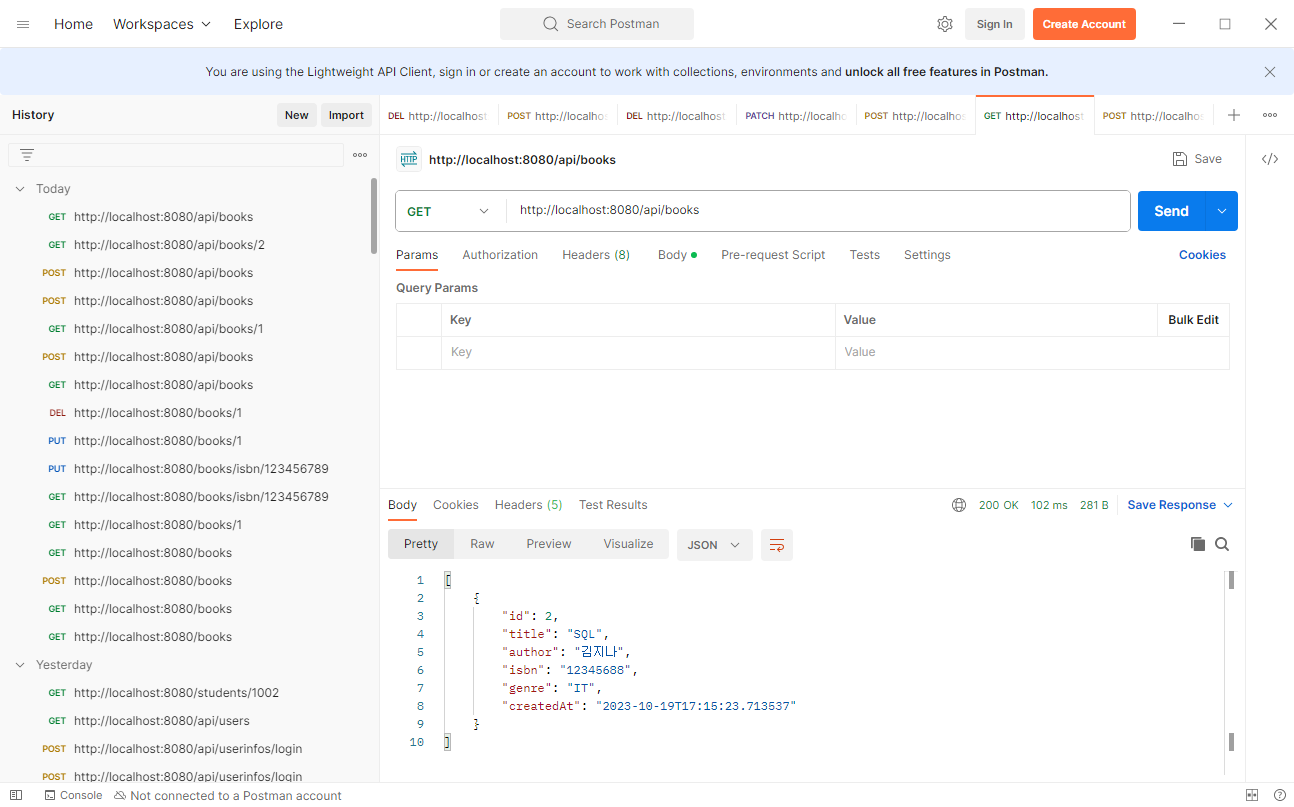 Home Workspaces Explore Search Postman Sign In Create Account
You are using the Lightweight API Client, sign in or create an account to work with collections, environments and unlock all free features in Postman.
History New Import
Today
GET http://localhost:8080/api/books
GET http://localhost:8080/api/books/2
POST http://localhost:8080/api/books
POST http://localhost:8080/api/books
GET http://localhost:8080/api/books/1
POST http://localhost:8080/api/books
GET http://localhost:8080/api/books
DEL http://localhost:8080/books/1
PUT http://localhost:8080/books/1
PUT http://localhost:8080/books/isbn/123456789
GET http://localhost:8080/books/isbn/123456789
GET http://localhost:8080/books/1
GET http://localhost:8080/books
POST http://localhost:8080/books
GET http://localhost:8080/books
GET http://localhost:8080/books
Yesterday
GET http://localhost:8080/students/1002
GET http://localhost:8080/api/users
POST http://localhost:8080/api/userinfos/login
POST http://localhost:8080/api/userinfos/login
DEL http://localhost POST http://localhos DEL http://localhost PATCH http://localh POST http://localhos GET http://localhost POST http://localhos
HTTP http://localhost:8080/api/books Save </>
GET http://localhost:8080/api/books Send
Params Authorization Headers (8) Body Pre-request Script Tests Settings Cookies
Query Params
Key Value Bulk Edit
Key Value
Body Cookies Headers (5) Test Results 200 OK 102 ms 281 B Save Response
Pretty Raw Preview Visualize JSON
1 [
2 {
3 "id": 2,
4 "title": "SQL",
5 "author": "김지나",
6 "isbn": "12345688",
7 "genre": "IT",
8 "createdAt": "2023-10-19T17:15:23.713537"
9 }
10 ]
Console Not connected to a Postman account